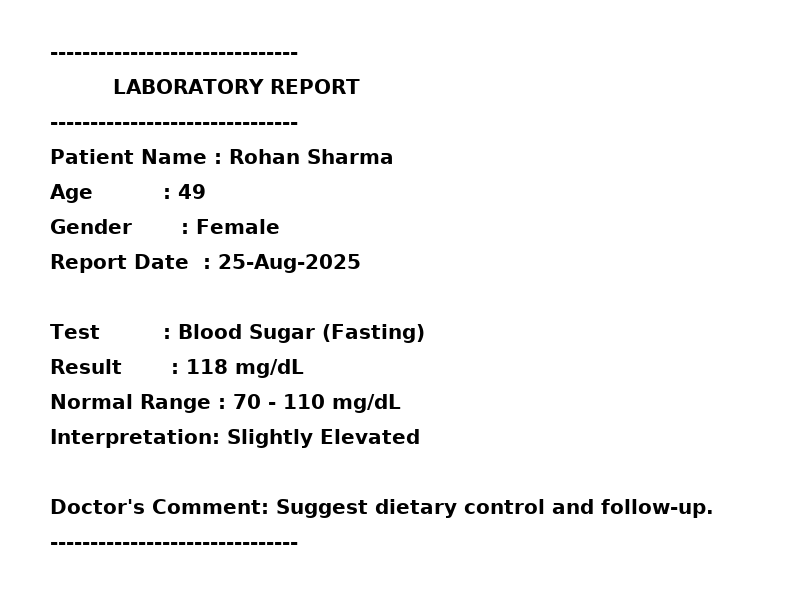 -------------------------------
LABORATORY REPORT
-------------------------------
Patient Name : Rohan Sharma
Age : 49
Gender : Female
Report Date : 25-Aug-2025
Test : Blood Sugar (Fasting)
Result : 118 mg/dL
Normal Range : 70 - 110 mg/dL
Interpretation: Slightly Elevated
Doctor's Comment: Suggest dietary control and follow-up.
-------------------------------